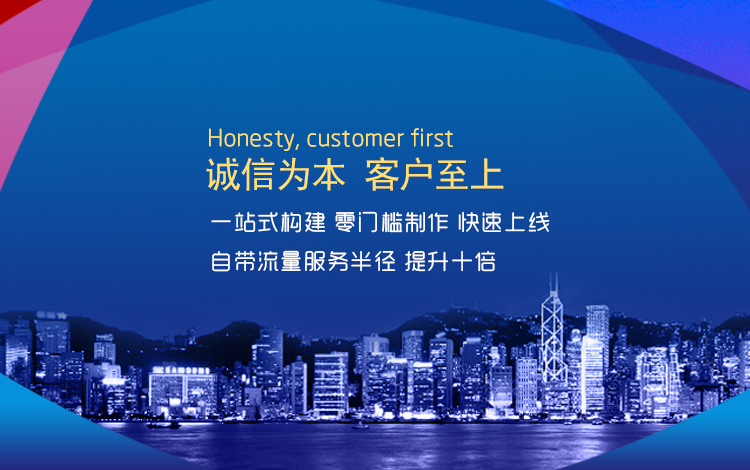 Honesty, customer first
诚信为本 客户至上
一站式构建 零门槛制作 快速上线
自带流量服务半径 提升十倍